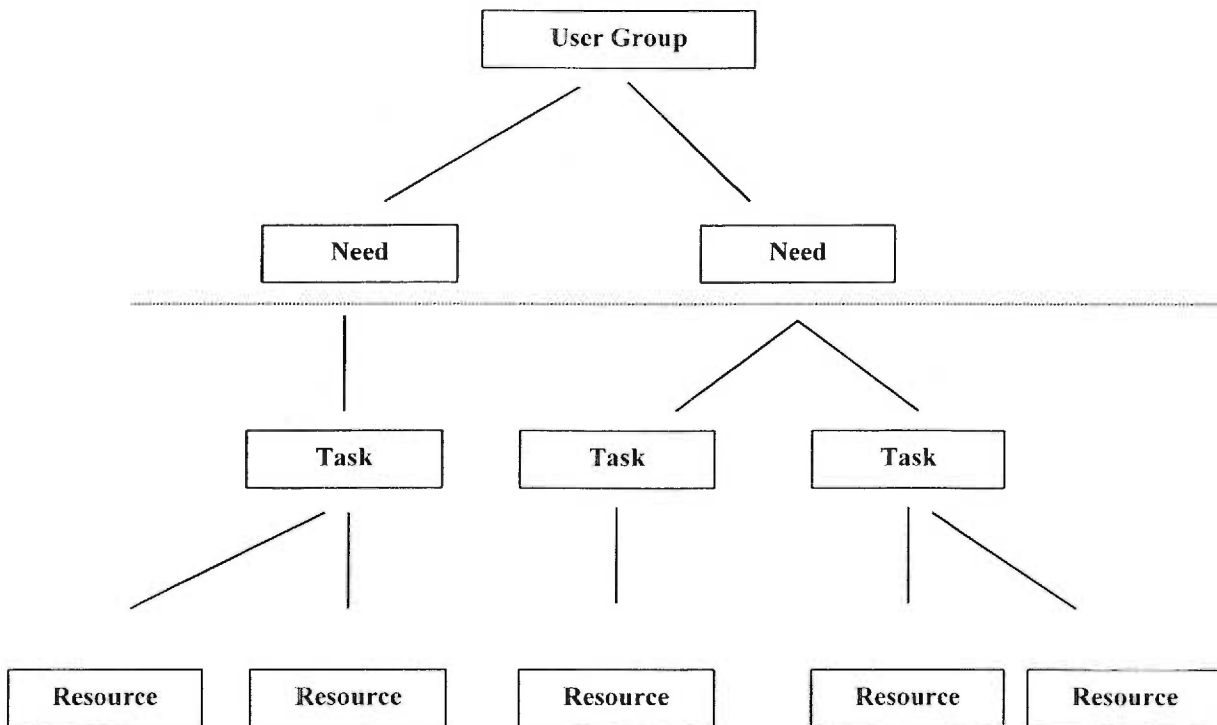 User Group
Need
Need
Task
Task
Task
Resource
Resource
Resource
Resource
Resource